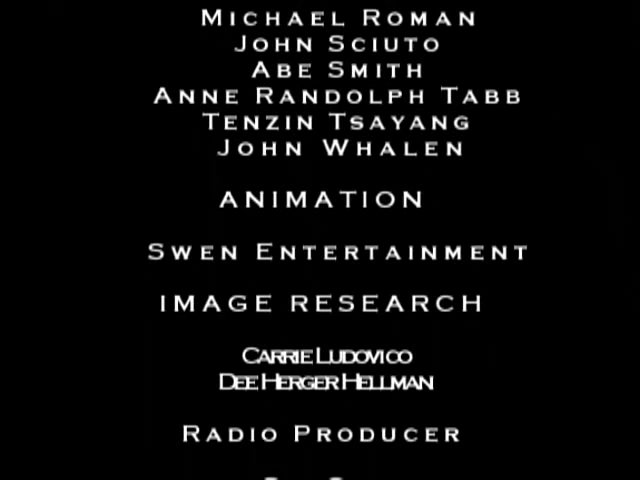 MICHAEL ROMAN
JOHN SCIUTO
ABE SMITH
ANNE RANDOLPH TABB
TENZIN TSAYANG
JOHN WHALEN
ANIMATION
SWEN ENTERTAINMENT
IMAGE RESEARCH
CARRIE LUDOVICO
DEE HERGER HELLMAN
RADIO PRODUCER